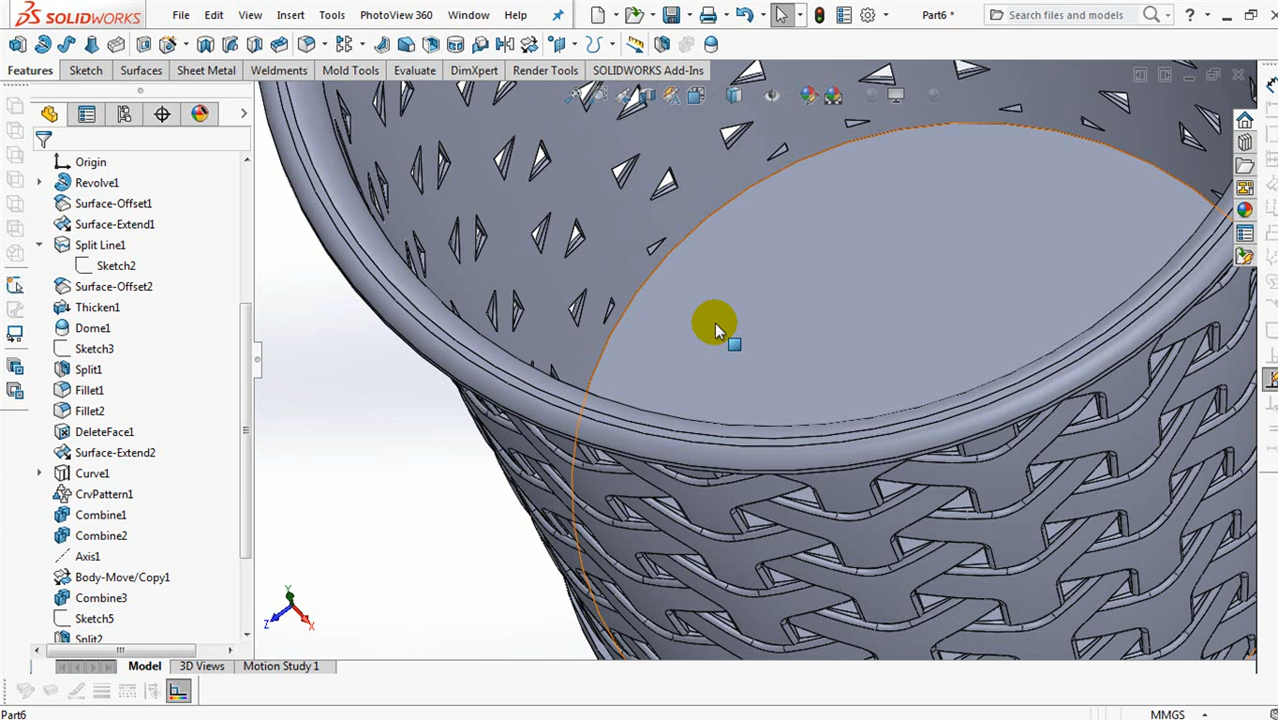 SOLIDWORKS File Edit View Insert Tools PhotoView 360 Window Help Part6 * Search files and models ?
Features Sketch Surfaces Sheet Metal Weldments Mold Tools Evaluate DimXpert Render Tools SOLIDWORKS Add-Ins
Origin
Revolve1
Surface-Offset1
Surface-Extend1
Split Line1
Sketch2
Surface-Offset2
Thicken1
Dome1
Sketch3
Split1
Fillet1
Fillet2
DeleteFace1
Surface-Extend2
Curve1
CrvPattern1
Combine1
Combine2
Axis1
Body-Move/Copy1
Combine3
Sketch5
Split2
Y
Z
X
Model 3D Views Motion Study 1
Part6 MMGS